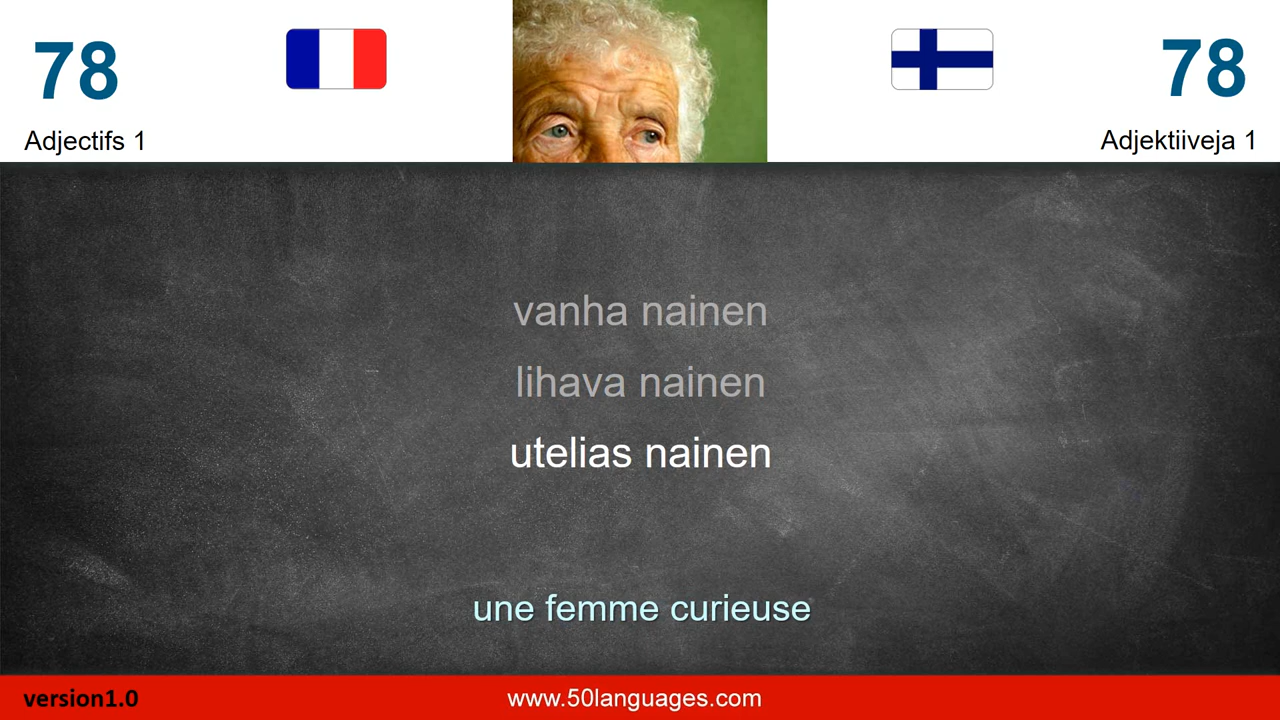 78
78
Adjectifs 1
Adjektiiveja 1
vanha nainen
lihava nainen
utelias nainen
une femme curieuse
version1.0
www.50languages.com